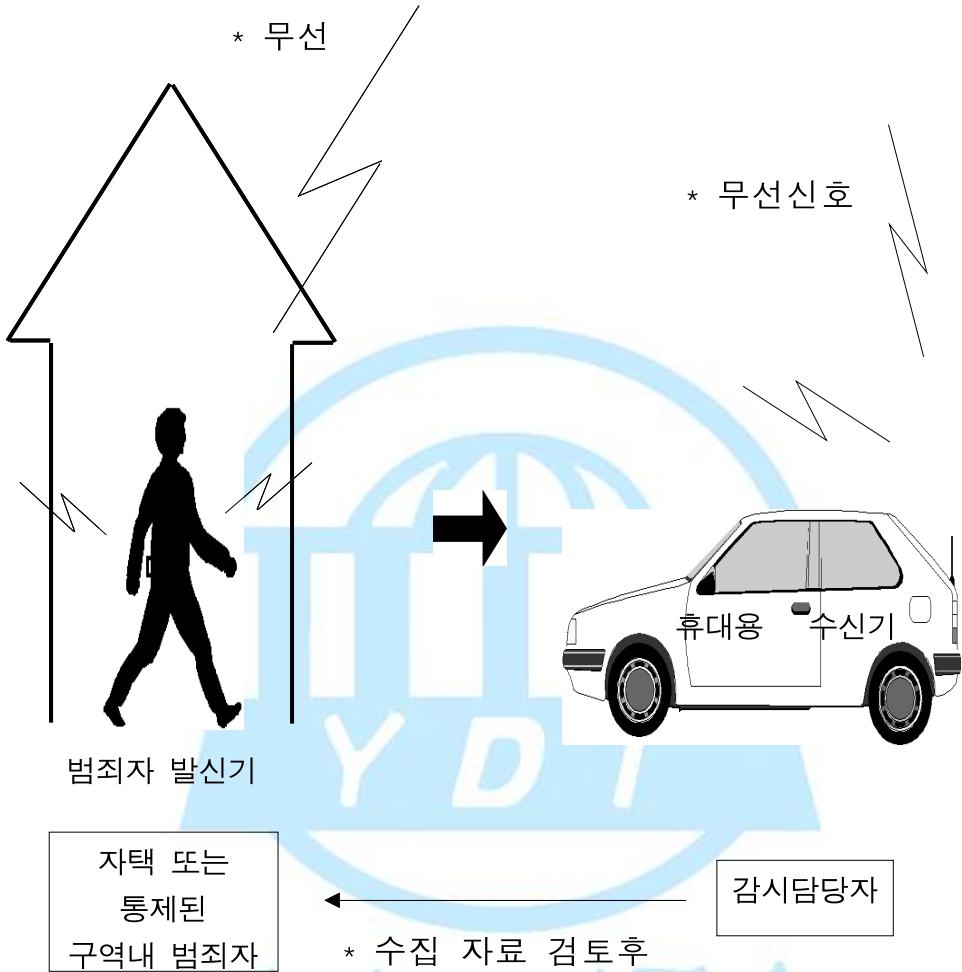 * 무선
* 무선신호
휴대용 수신기
YDT
범죄자 발신기
자택 또는
통제된
구역내 범죄자
감시담당자
* 수집 자료 검토후